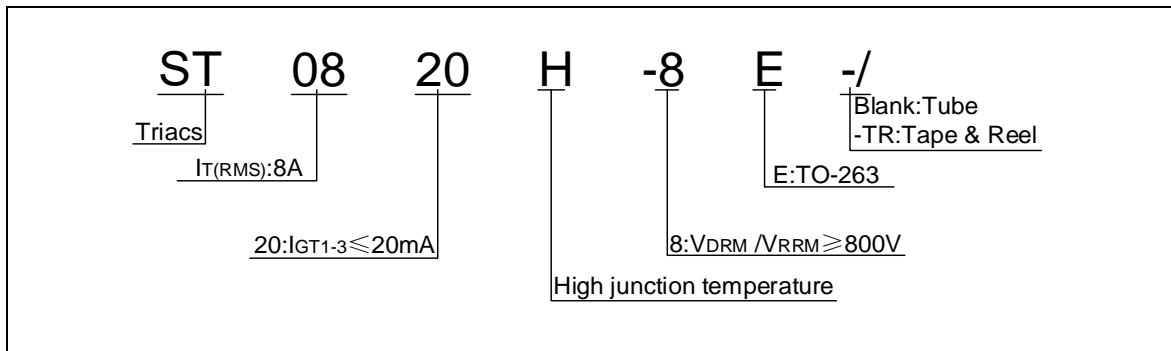 ST 08 20 H -8 E -/
Blank:Tube
Triacs
-TR:Tape & Reel
IT(RMS):8A
E:TO-263
20:IGT1-3≤20mA
8:VDRM /VRRM≥800V
High junction temperature